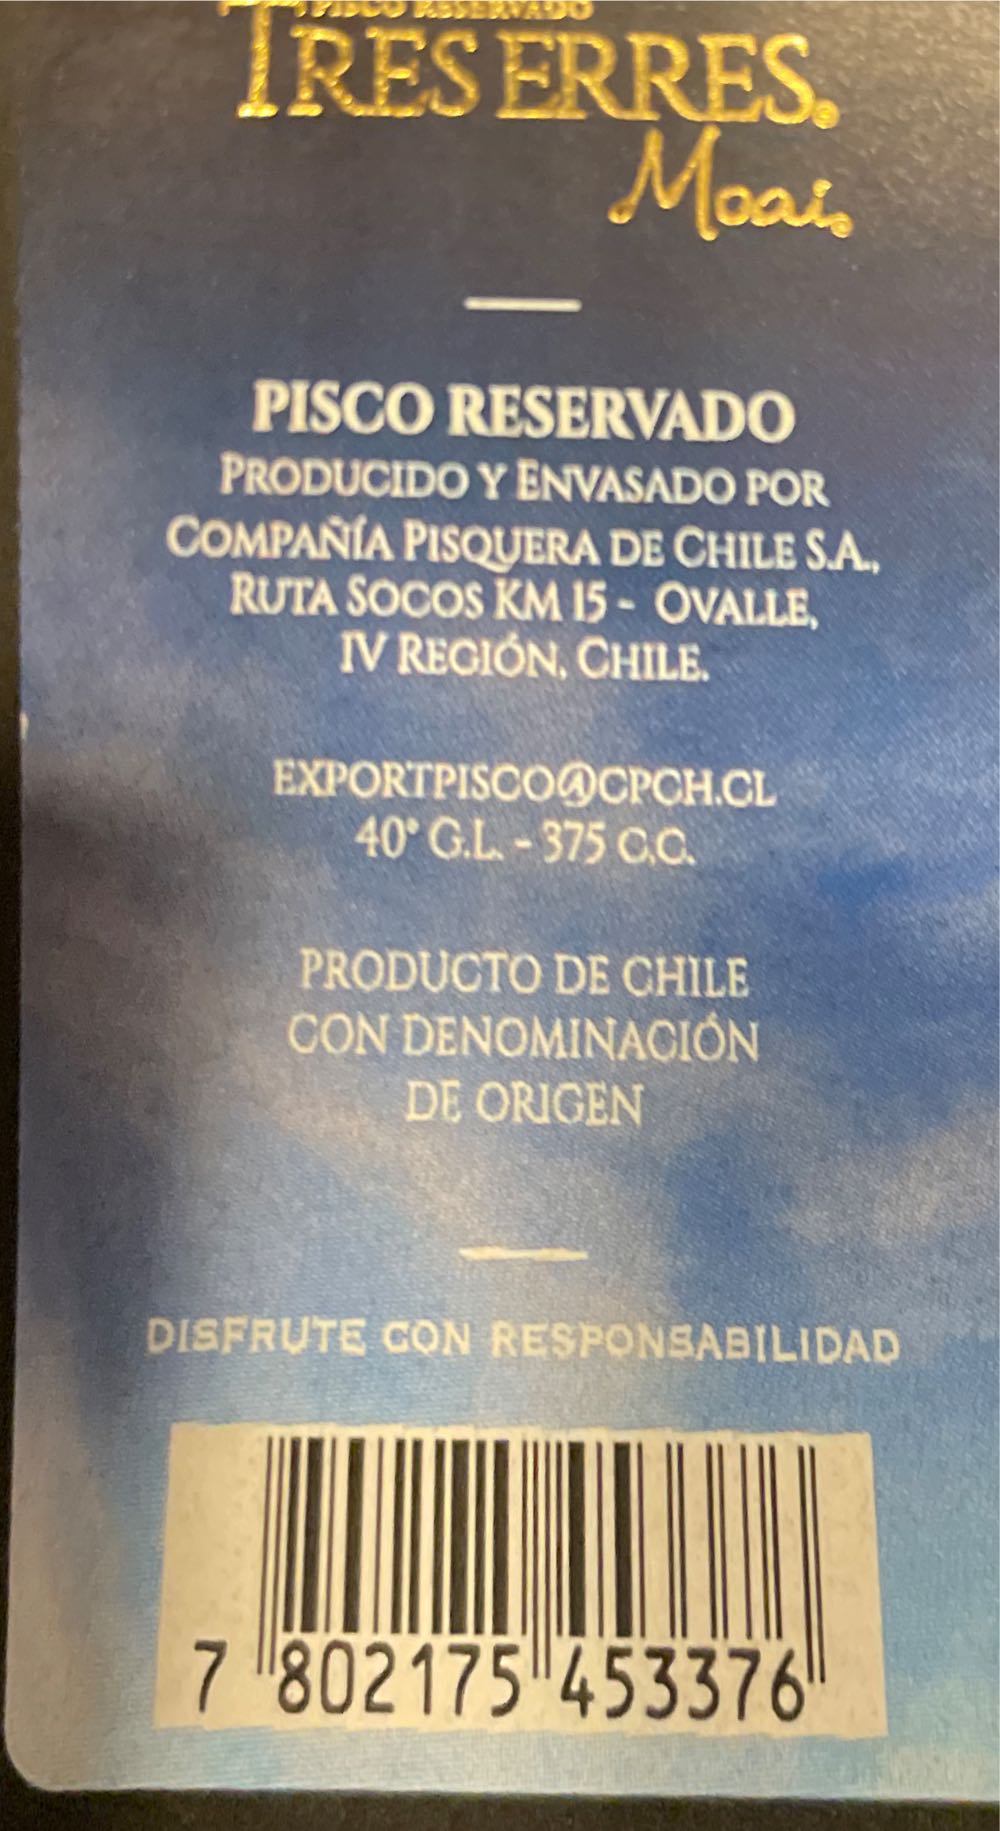 PISCO RESERVADO
TRES ERRES
Moai
PISCO RESERVADO
PRODUCIDO Y ENVASADO POR
COMPAÑÍA PISQUERA DE CHILE S.A.,
RUTA SOCOS KM 15 - OVALLE,
IV REGIÓN, CHILE.
EXPORTPISCO@CPCH.CL
40° G.L. - 375 C.C.
PRODUCTO DE CHILE
CON DENOMINACIÓN
DE ORIGEN
DISFRUTE CON RESPONSABILIDAD
7 802175 453376